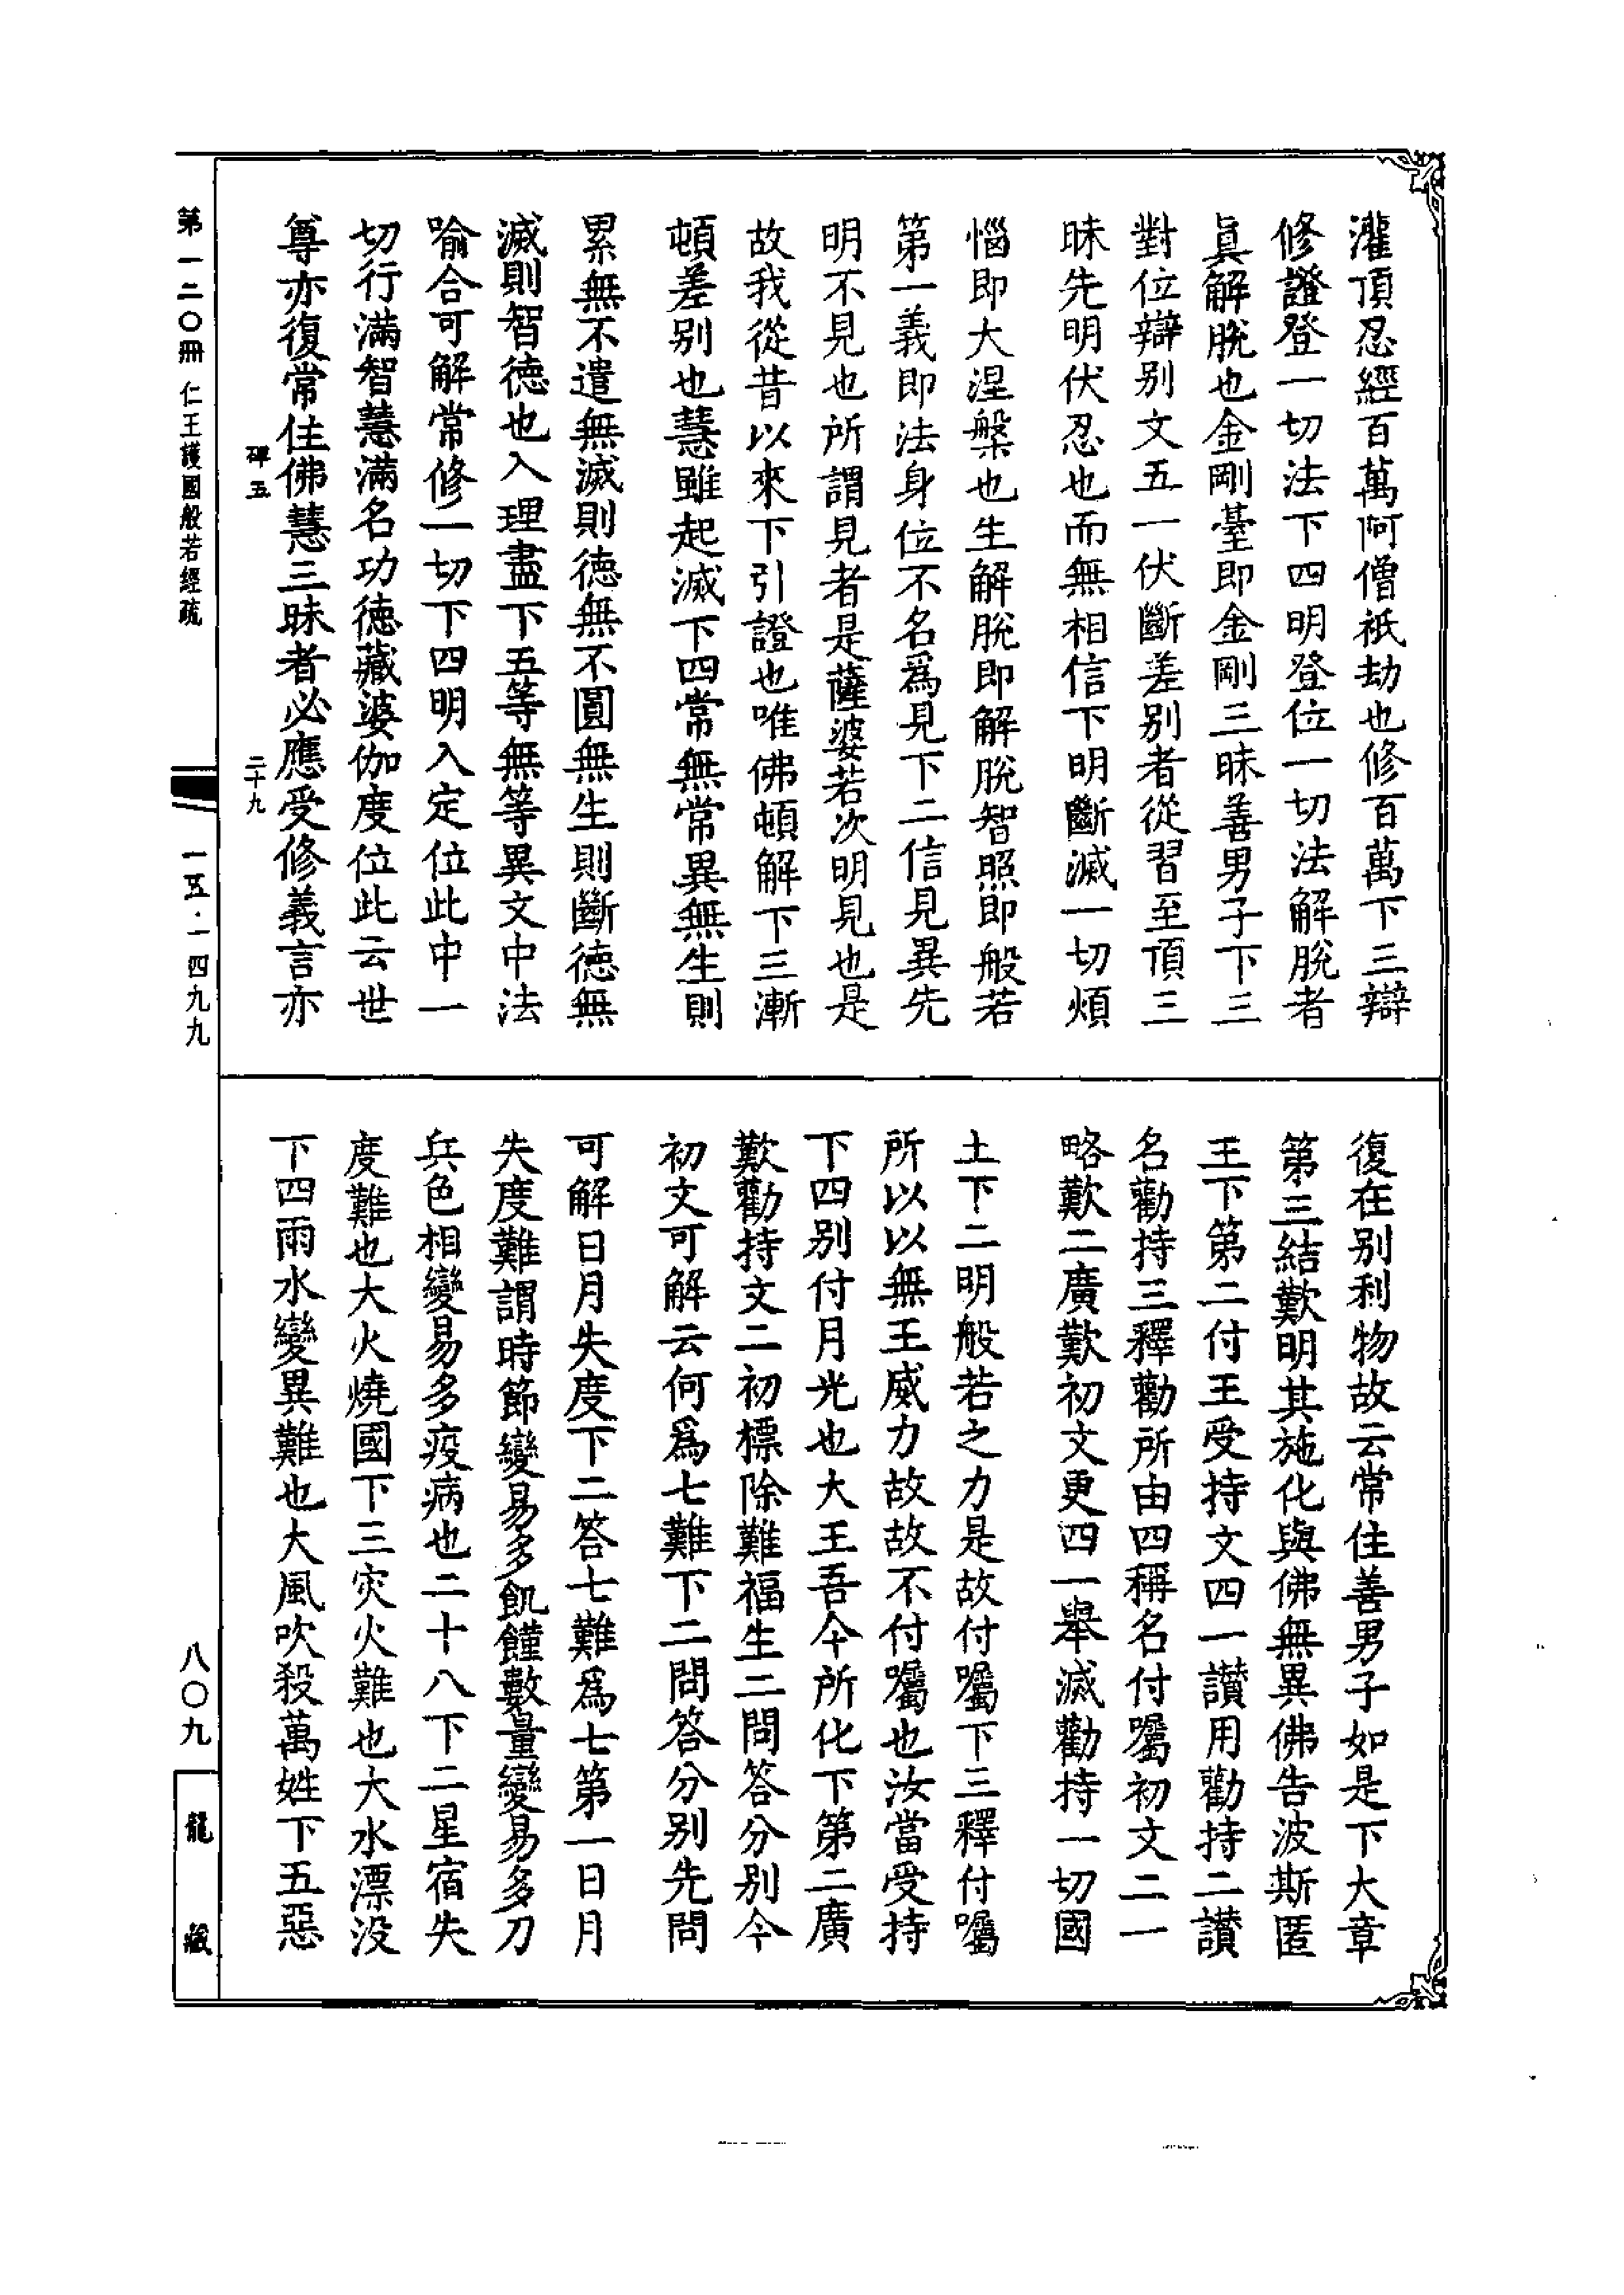 灌頂忍經百萬阿僧祇劫也修百萬下三辯
修證登一切法下四明登位一切法解脫者
眞解脫也金剛臺即金剛三昧善男子下三
對位辯別文五一伏斷差別者從習至頂三
昧先明伏忍也而無相信下明斷滅一切煩
惱即大涅槃也生解脫即解脫智照即般若
第一義即法身位不名爲見下二信見異先
明不見也所謂見者是薩婆若次明見也是
故我從昔以來下引證也唯佛頓解下三漸
頓差別也慧雖起滅下四常無常異無生則
累無不遣無滅則德無不圓無生則斷德無
滅則智德也入理盡下五等無等異文中法
喻合可解常修一切下四明入定位此中一
切行滿智慧滿名功德藏婆伽度位此云世
尊亦復常住佛慧三昧者必應受修義言亦
碑五
二十九
復在別利物故云常住善男子如是下大章
第三結歎明其施化與佛無異佛告波斯匿
王下第二付王受持文四一讚用勸持二讚
名勸持三釋勸所由四稱名付囑初文二一
略歎二廣歎初文更四一舉滅勸持一切國
土下二明般若之力是故付囑下三釋付囑
所以以無王威力故故不付囑也汝當受持
下四別付月光也大王吾今所化下第二廣
歎勸持文二初標除難福生二問答分別今
初文可解云何爲七難下二問答分別先問
可解日月失度下二答七難爲七第一日月
失度難謂時節變易多飢饉數量變易多刀
兵色相變易多疫病也二十八下二星宿失
度難也大火燒國下三灾火難也大水漂没
下四雨水變異難也大風吹殺萬姓下五惡
第一二〇冊 仁王護國般若經疏
一五·一四九九
八〇九
龍藏